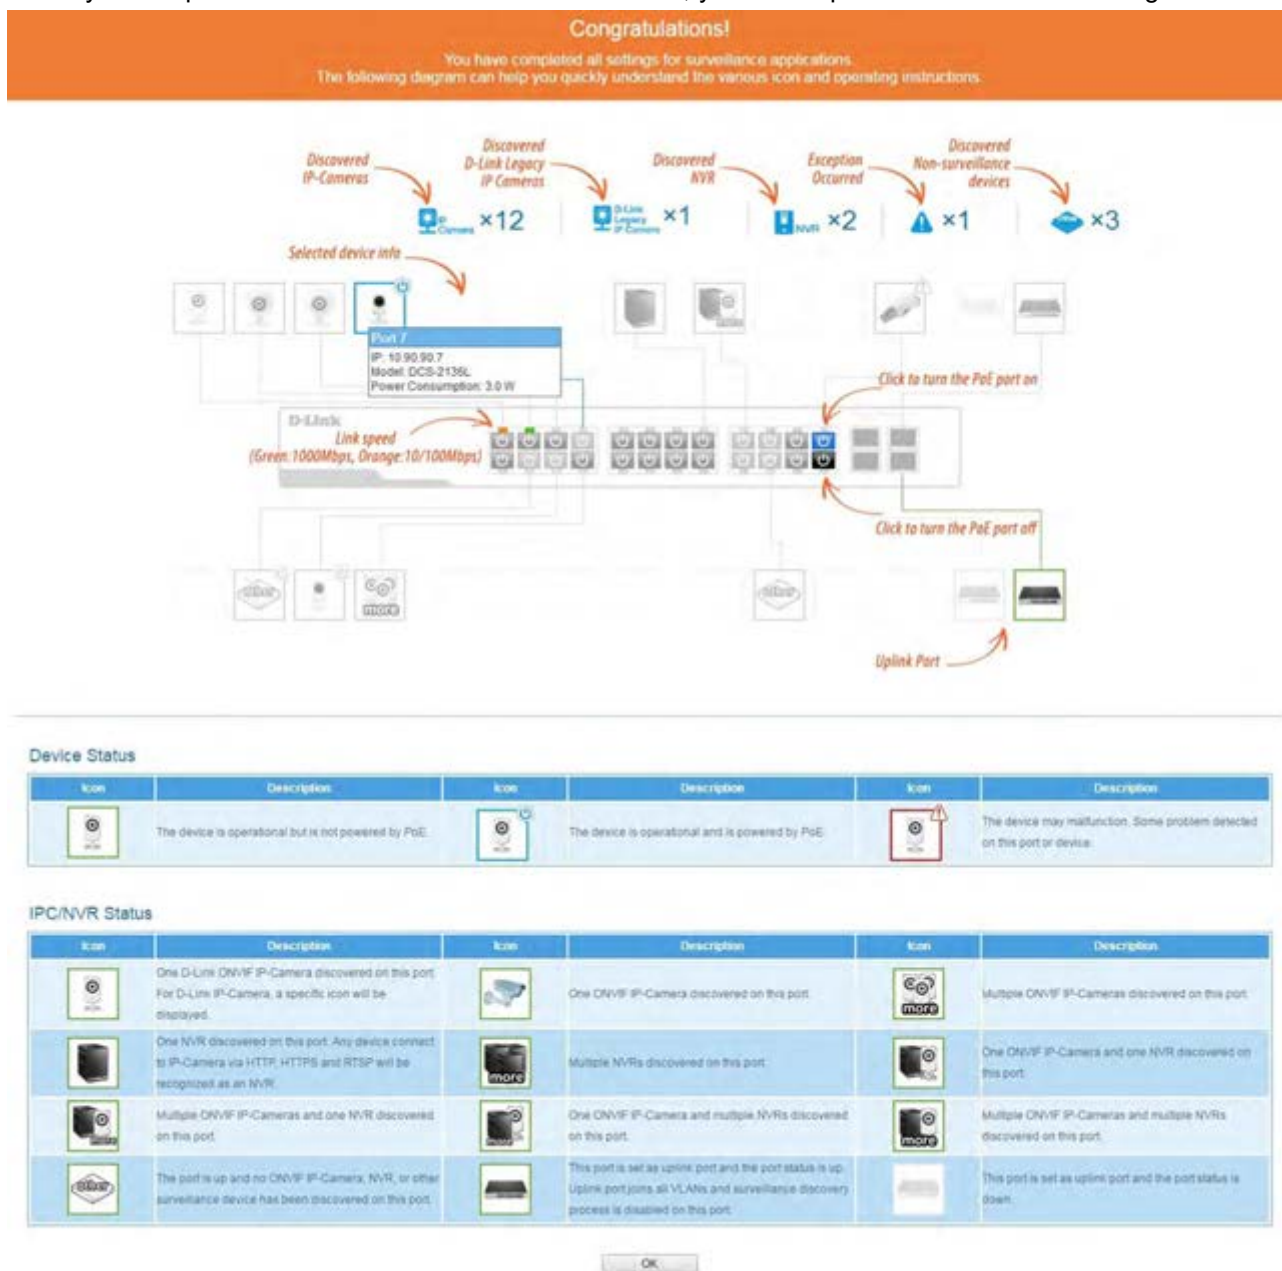 Congratulations!
You have completed all settings for surveillance applications.
The following diagram can help you quickly understand the various icon and operating instructions.
Discovered
IP-Cameras
Discovered
D-Link Legacy
IP Cameras
Discovered
NVR
Exception
Occurred
Discovered
Non-surveillance
devices
IP
Camera ×12
D-Link
Legacy
IP Camera ×1
NVR ×2
×1
×3
Selected device info
Port 7
IP: 10.90.90.7
Model: DCS-2136L
Power Consumption: 3.0 W
Click to turn the PoE port on
D-Link
Link speed
(Green:1000Mbps, Orange:10/100Mbps)
Click to turn the PoE port off
other
more
other
Uplink Port
Device Status
Icon Description Icon Description Icon Description
The device is operational but is not powered by PoE.
The device is operational and is powered by PoE.
The device may malfunction. Some problem detected
on this port or device.
IPC/NVR Status
Icon Description Icon Description Icon Description
One D-Link ONVIF IP-Camera discovered on this port.
For D-Link IP-Camera, a specific icon will be
displayed.
One ONVIF IP-Camera discovered on this port.
more
Multiple ONVIF IP-Cameras discovered on this port.
One NVR discovered on this port. Any device connect
to IP-Camera via HTTP, HTTPS and RTSP will be
recognized as an NVR.
more
Multiple NVRs discovered on this port.
One ONVIF IP-Camera and one NVR discovered on
this port.
Multiple ONVIF IP-Cameras and one NVR discovered
on this port.
One ONVIF IP-Camera and multiple NVRs discovered
on this port.
more
Multiple ONVIF IP-Cameras and multiple NVRs
discovered on this port.
other
The port is up and no ONVIF IP-Camera, NVR, or other
surveillance device has been discovered on this port.
This port is set as uplink port and the port status is up.
Uplink port joins all VLANs and surveillance discovery
process is disabled on this port.
This port is set as uplink port and the port status is
down.
OK